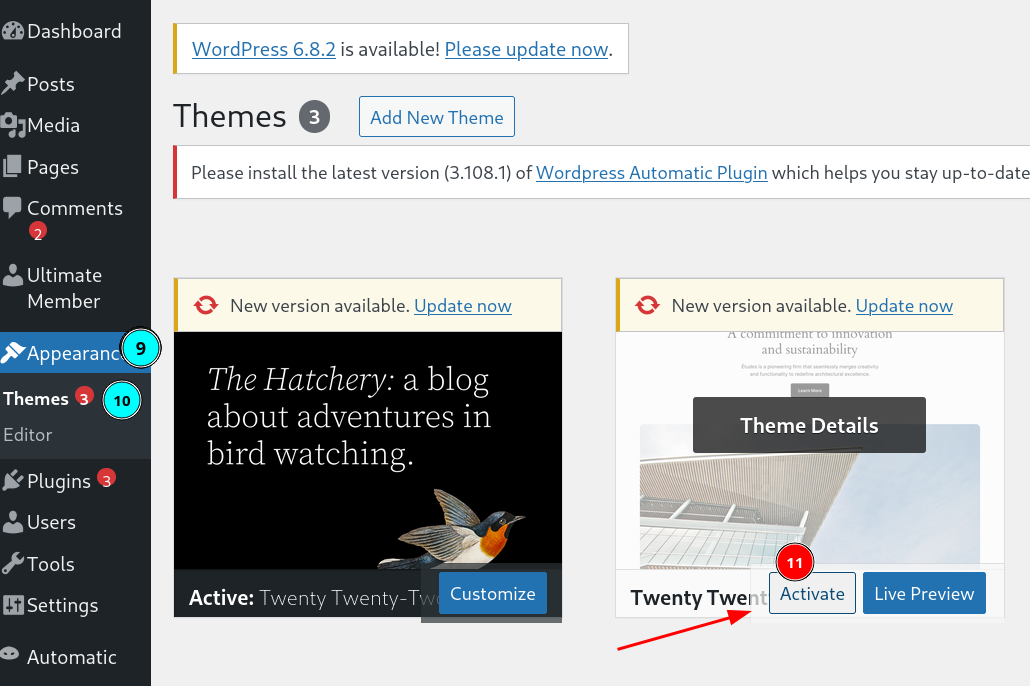 Dashboard
Posts
Media
Pages
Comments
2
Ultimate
Member
Appearanc
9
Themes 3
10
Editor
Plugins 3
Users
Tools
Settings
Automatic
WordPress 6.8.2 is available! Please update now.
Themes 3 Add New Theme
Please install the latest version (3.108.1) of Wordpress Automatic Plugin which helps you stay up-to-date
New version available. Update now
The Hatchery: a blog
about adventures in
bird watching.
Active: Twenty Twenty-Tw
Customize
New version available. Update now
A commitment to innovation
and sustainability
Études is a pioneering firm that seamlessly merges creativity
and functionality to redefine architectural excellence.
Learn More
Theme Details
11
Twenty Twent
Activate
Live Preview